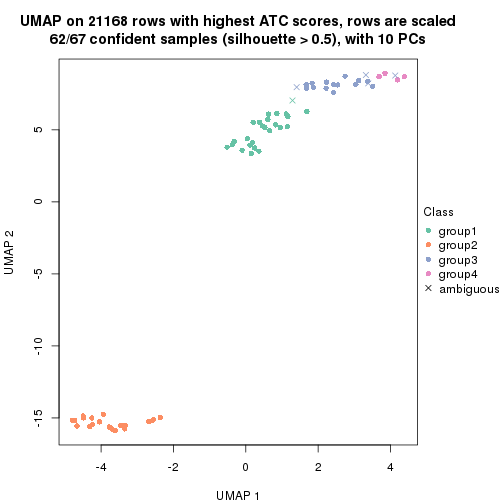 UMAP on 21168 rows with highest ATC scores, rows are scaled
62/67 confident samples (silhouette > 0.5), with 10 PCs
5
0
-5
-10
-15
UMAP 2
-4
-2
0
2
4
UMAP 1
Class
group1
group2
group3
group4
ambiguous